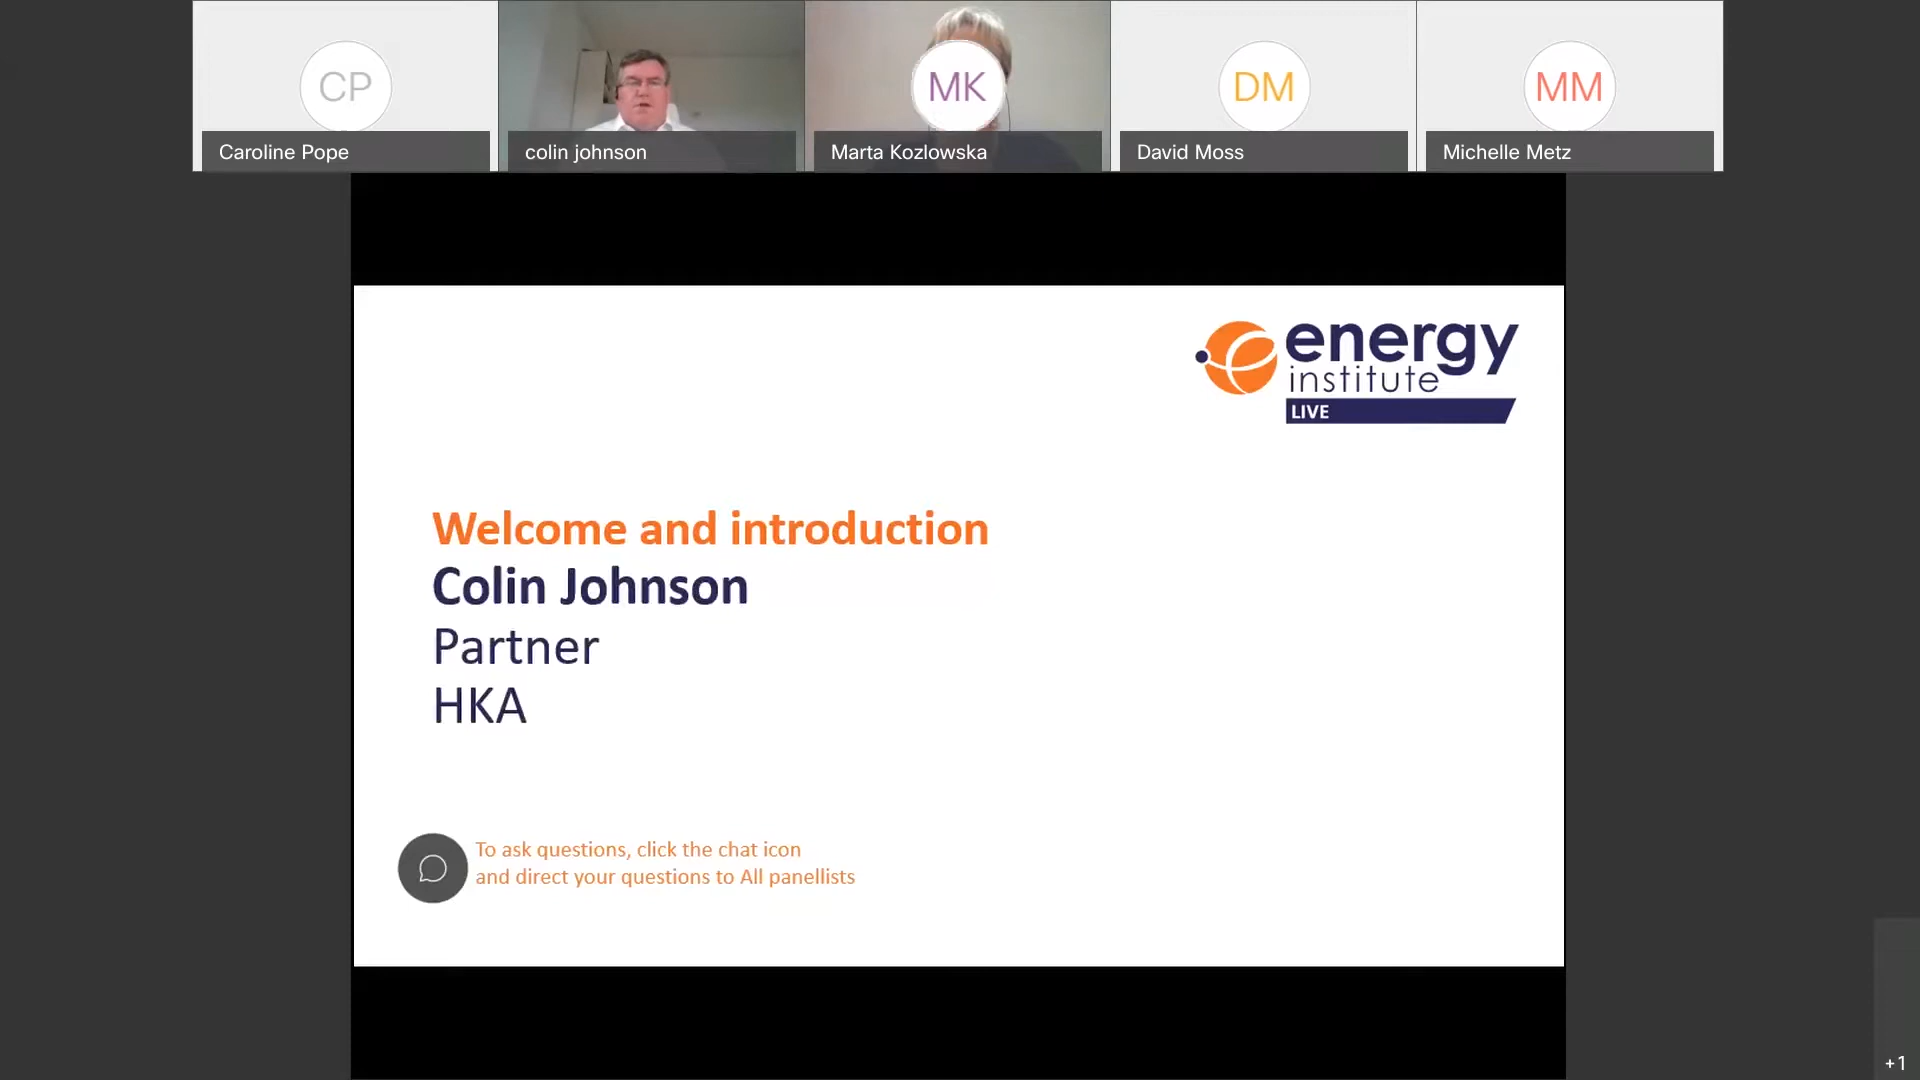 CP
Caroline Pope
colin johnson
MK
Marta Kozlowska
DM
David Moss
MM
Michelle Metz
energy
institute
LIVE
Welcome and introduction
Colin Johnson
Partner
HKA
To ask questions, click the chat icon
and direct your questions to All panellists
+1